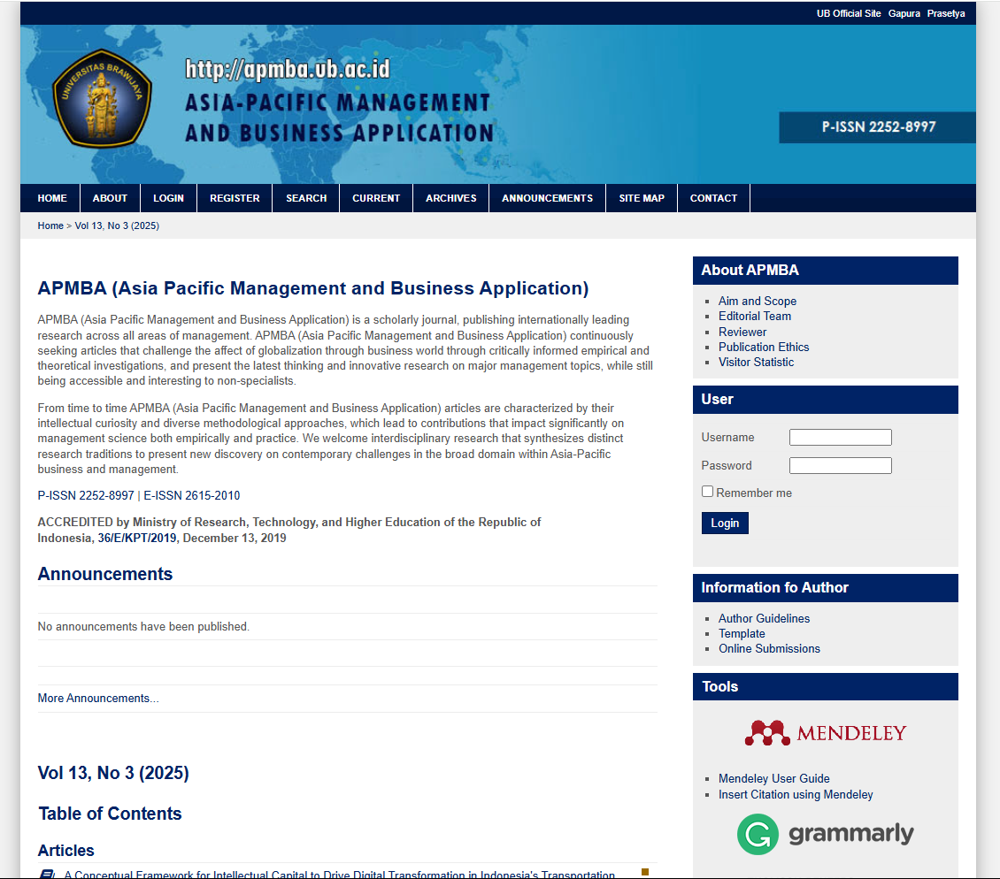 UB Official Site Gapura Prasetya
UNIVERSITAS BRAWIJAYA
http://apmba.ub.ac.id
ASIA-PACIFIC MANAGEMENT
AND BUSINESS APPLICATION
P-ISSN 2252-8997
HOME ABOUT LOGIN REGISTER SEARCH CURRENT ARCHIVES ANNOUNCEMENTS SITE MAP CONTACT
Home > Vol 13, No 3 (2025)
APMBA (Asia Pacific Management and Business Application)
APMBA (Asia Pacific Management and Business Application) is a scholarly journal, publishing internationally leading
research across all areas of management. APMBA (Asia Pacific Management and Business Application) continuously
seeking articles that challenge the affect of globalization through business world through critically informed empirical and
theoretical investigations, and present the latest thinking and innovative research on major management topics, while still
being accessible and interesting to non-specialists.
From time to time APMBA (Asia Pacific Management and Business Application) articles are characterized by their
intellectual curiosity and diverse methodological approaches, which lead to contributions that impact significantly on
management science both empirically and practice. We welcome interdisciplinary research that synthesizes distinct
research traditions to present new discovery on contemporary challenges in the broad domain within Asia-Pacific
business and management.
P-ISSN 2252-8997 | E-ISSN 2615-2010
ACCREDITED by Ministry of Research, Technology, and Higher Education of the Republic of
Indonesia, 36/E/KPT/2019, December 13, 2019
Announcements
No announcements have been published.
More Announcements...
Vol 13, No 3 (2025)
Table of Contents
Articles
A Conceptual Framework for Intellectual Capital to Drive Digital Transformation in Indonesia's Transportation
About APMBA
Aim and Scope
Editorial Team
Reviewer
Publication Ethics
Visitor Statistic
User
Username
Password
Remember me
Login
Information fo Author
Author Guidelines
Template
Online Submissions
Tools
MENDELEY
Mendeley User Guide
Insert Citation using Mendeley
grammarly